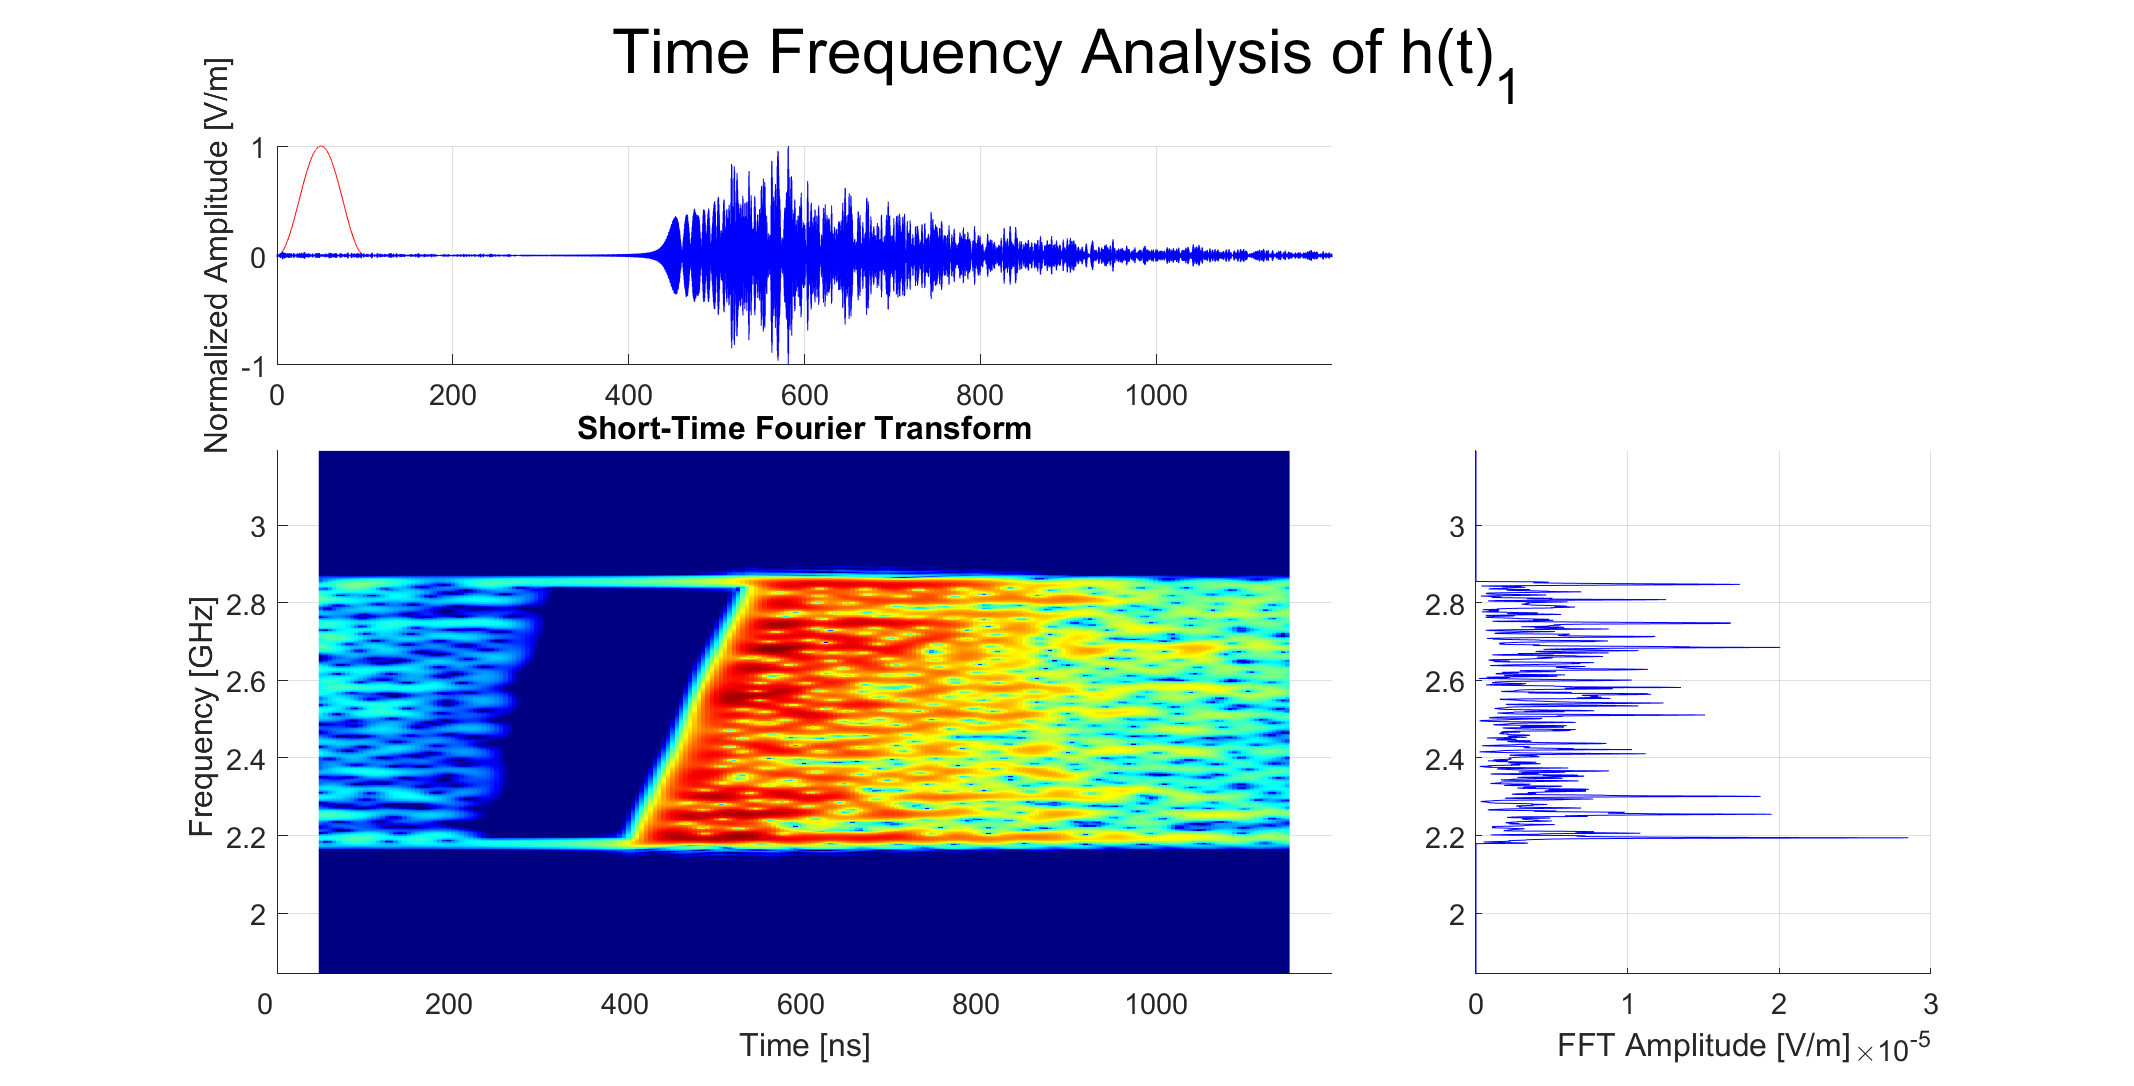 Time Frequency Analysis of h(t)₁
Normalized Amplitude [V/m]
1
0
-1
0 200 400 600 800 1000
Short-Time Fourier Transform
Frequency [GHz]
3
2.8
2.6
2.4
2.2
2
0 200 400 600 800 1000
Time [ns]
3
2.8
2.6
2.4
2.2
2
0 1 2 3
FFT Amplitude [V/m] ×10⁻⁵